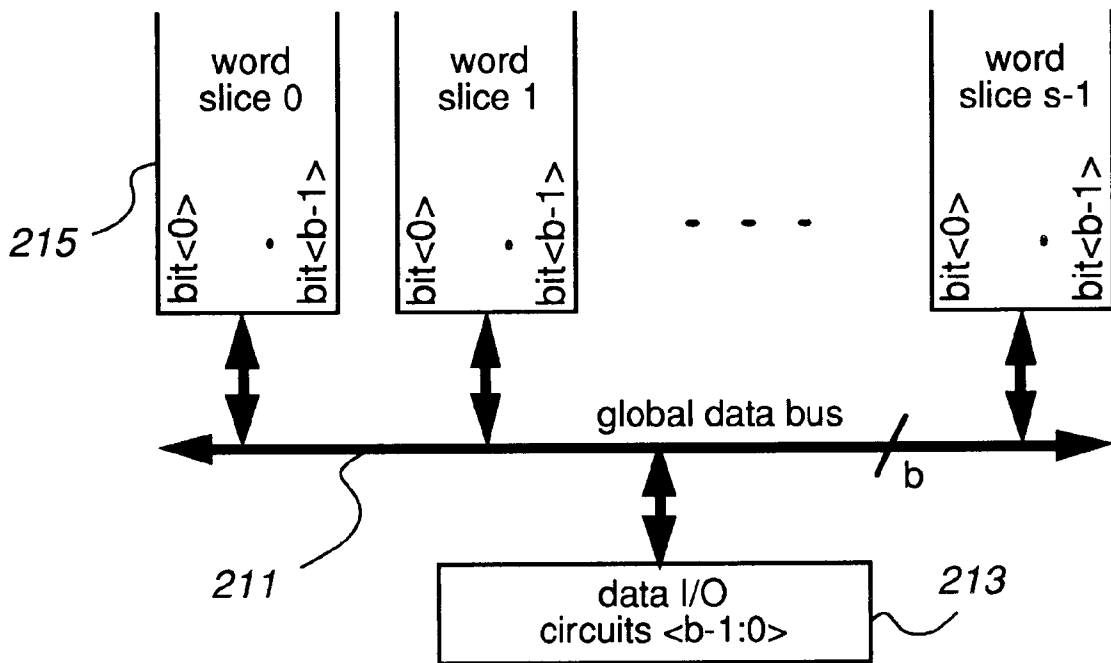 word
slice 0
word
slice 1
word
slice s-1
bit<0>
bit<b-1>
bit<0>
bit<b-1>
bit<0>
bit<b-1>
215
global data bus
b
211
data I/O
circuits <b-1:0>
213